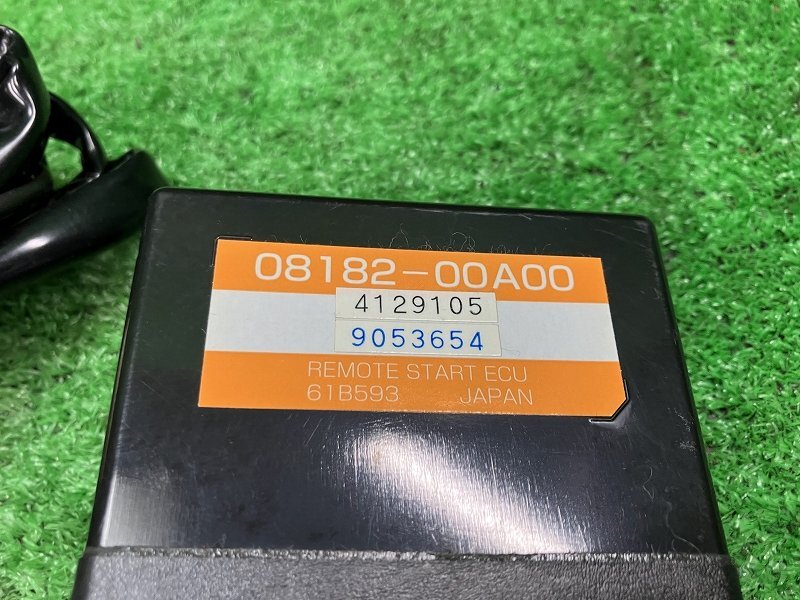 08182-00A00
4129105
9053654
REMOTE START ECU
61B593 JAPAN